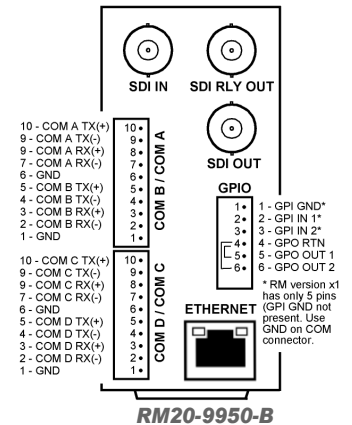 SDI IN
SDI RLY OUT
SDI OUT
10 - COM A TX(+)
9 - COM A TX(-)
8 - COM A RX(+)
7 - COM A RX(-)
6 - GND
5 - COM B TX(+)
4 - COM B TX(-)
3 - COM B RX(+)
2 - COM B RX(-)
1 - GND
10
9
8
7
6
5
4
3
2
1
COM B / COM A
GPIO
1
2
3
4
5
6
1 - GPI GND*
2 - GPI IN 1*
3 - GPI IN 2*
4 - GPO RTN
5 - GPO OUT 1
6 - GPO OUT 2
* RM version x1
has only 5 pins
(GPI GND not
present. Use
GND on COM
connector.
10 - COM C TX(+)
9 - COM C TX(-)
8 - COM C RX(+)
7 - COM C RX(-)
6 - GND
5 - COM D TX(+)
4 - COM D TX(-)
3 - COM D RX(+)
2 - COM D RX(-)
1 - GND
10
9
8
7
6
5
4
3
2
1
COM D / COM C
ETHERNET
RM20-9950-B